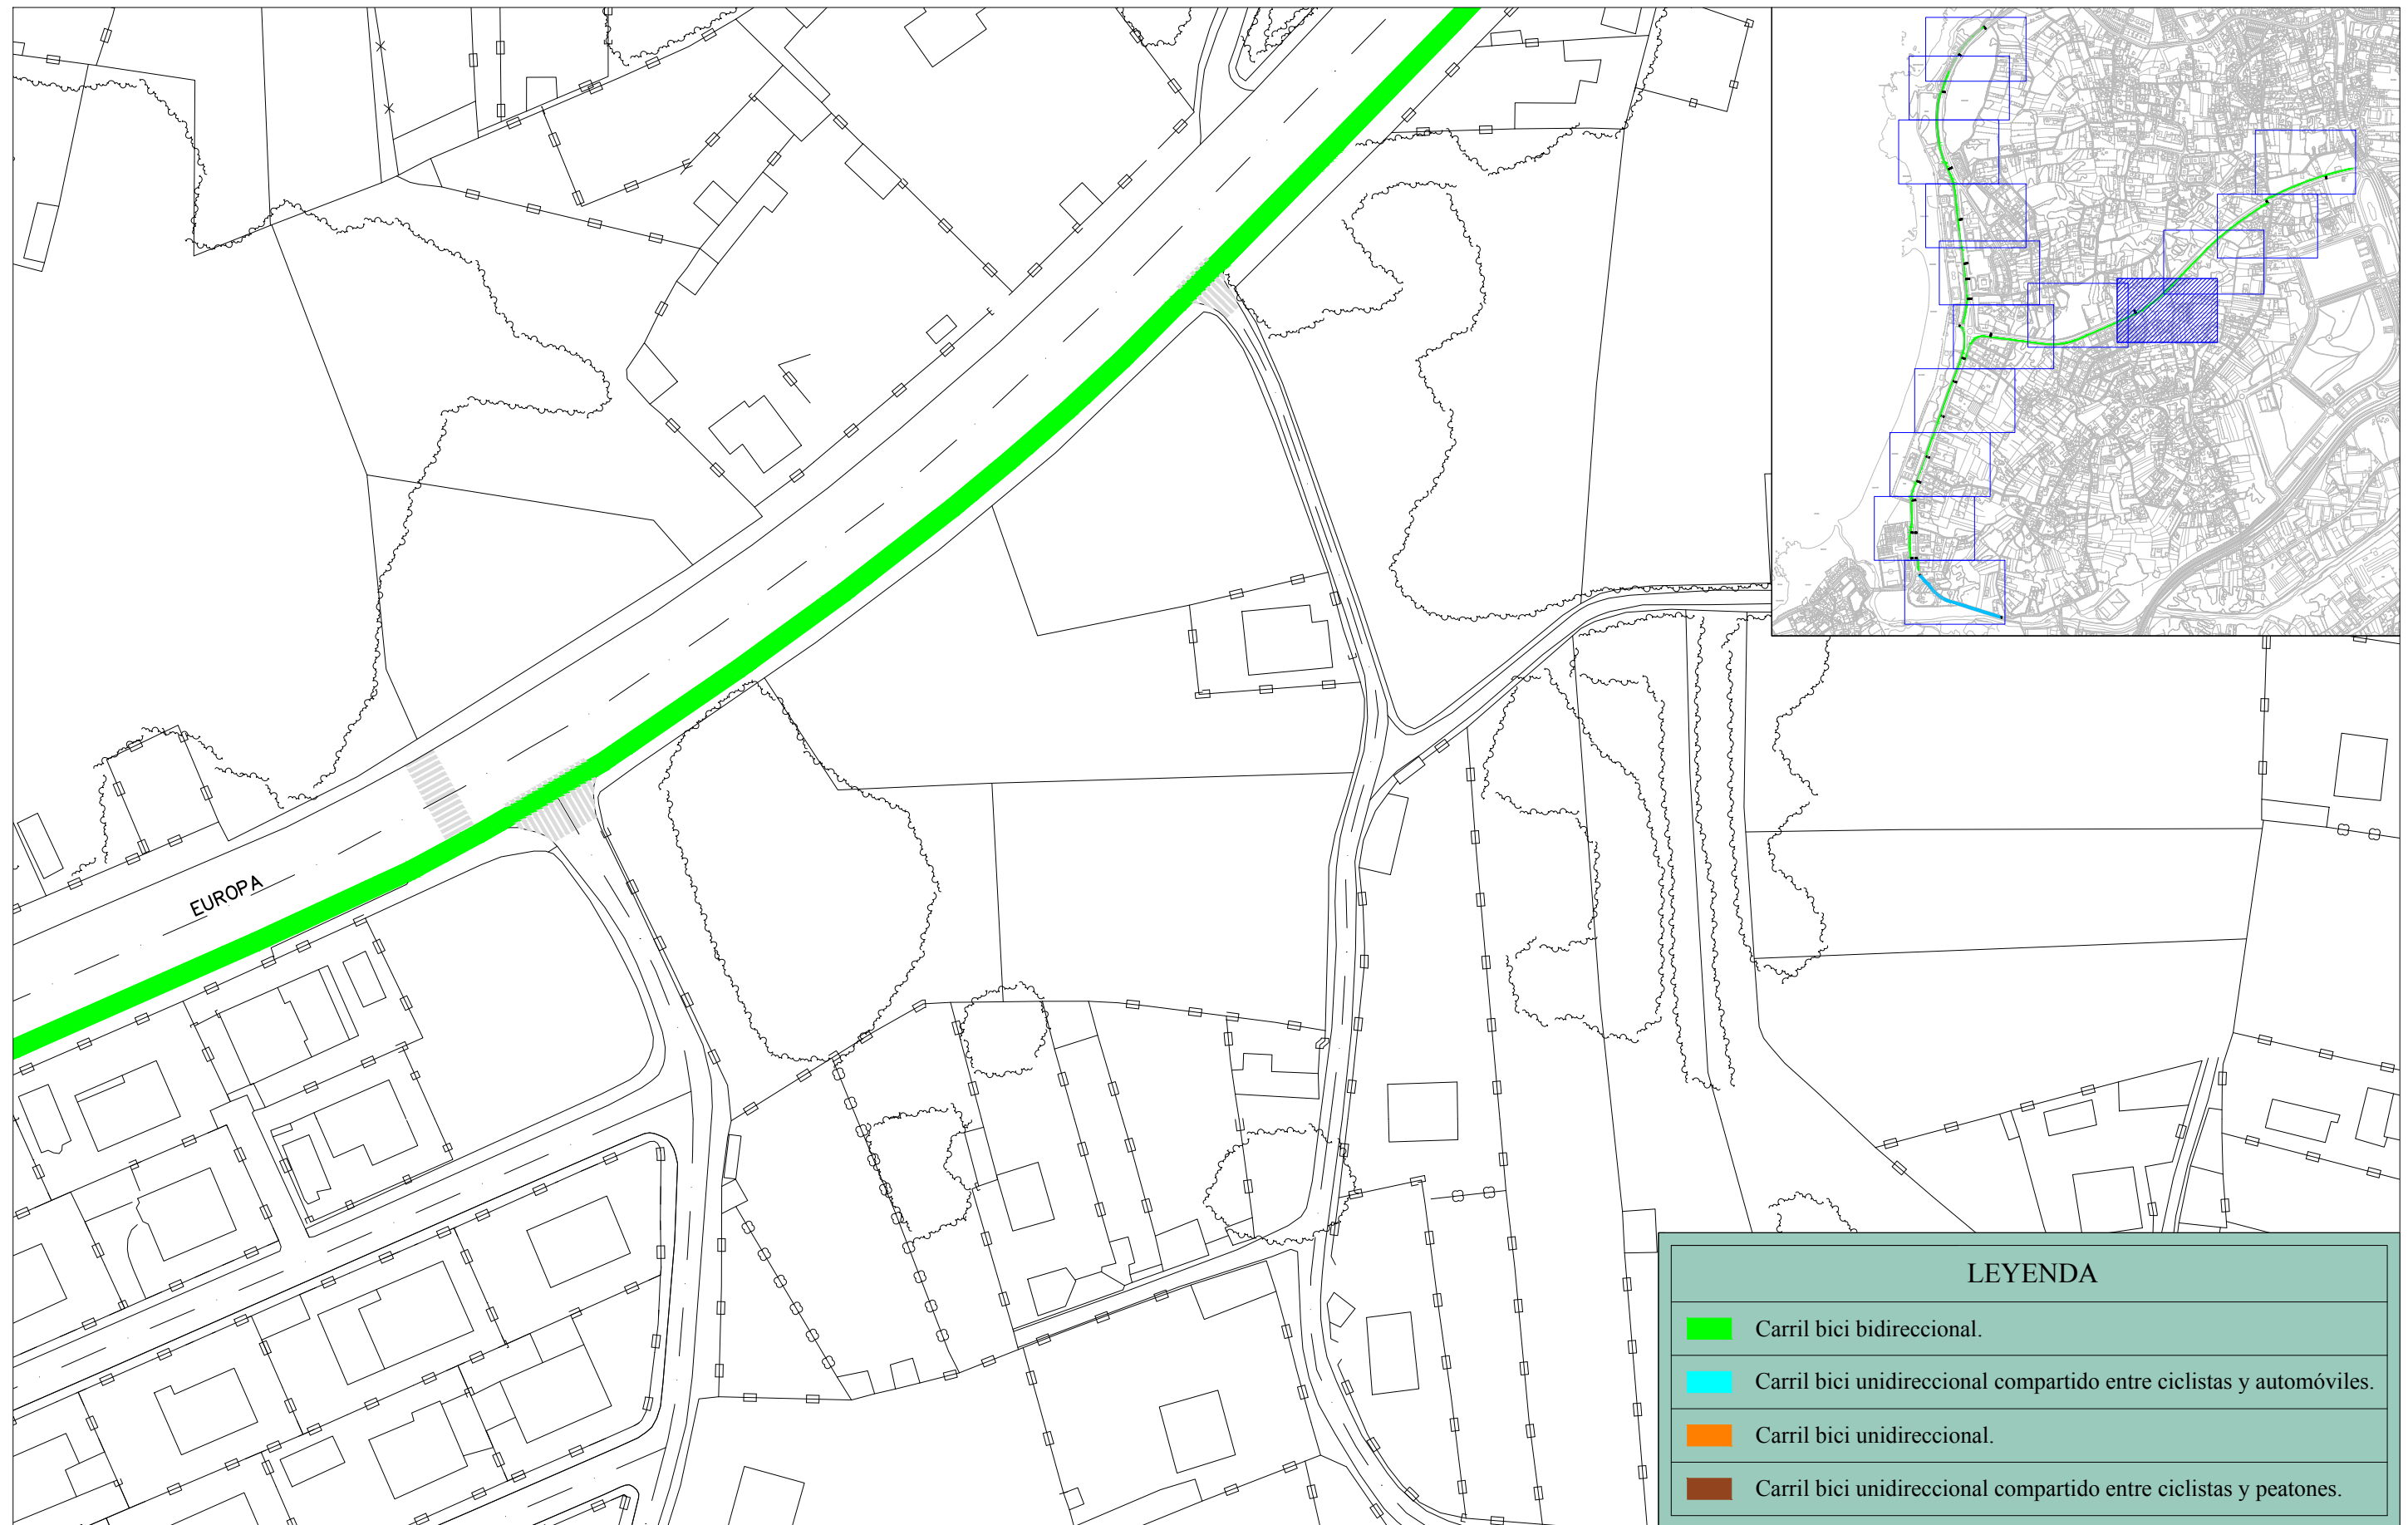 EUROPA
LEYENDA
Carril bici bidireccional.
Carril bici unidireccional compartido entre ciclistas y automóviles.
Carril bici unidireccional.
Carril bici unidireccional compartido entre ciclistas y peatones.